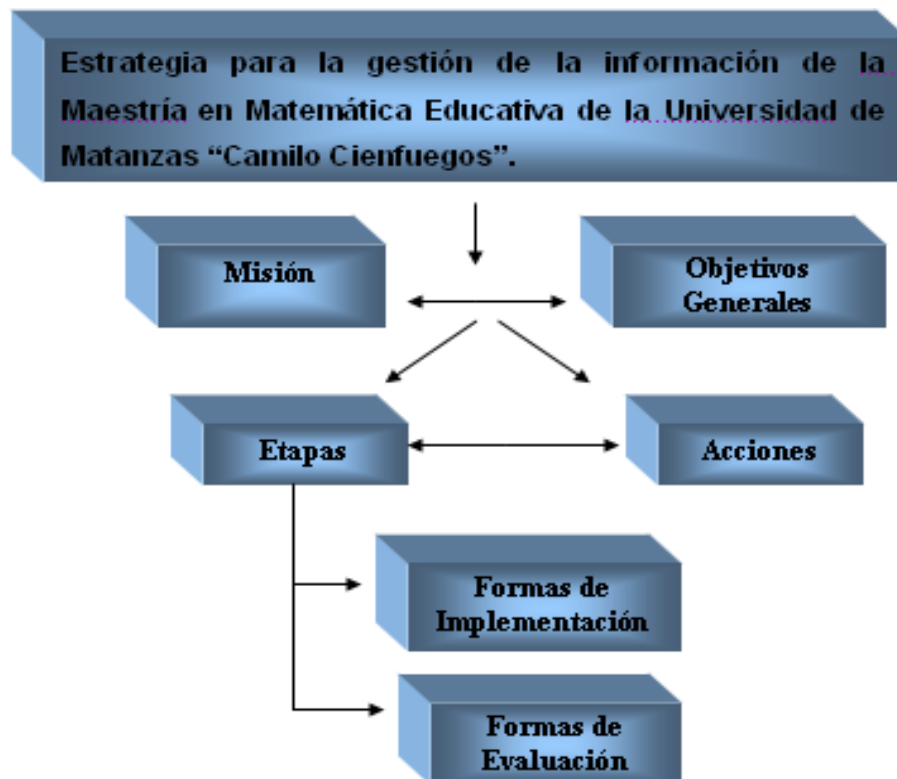 Estrategia para la gestión de la información de la
Maestría en Matemática Educativa de la Universidad de
Matanzas “Camilo Cienfuegos”.
Misión
Objetivos
Generales
Etapas
Acciones
Formas de
Implementación
Formas de
Evaluación